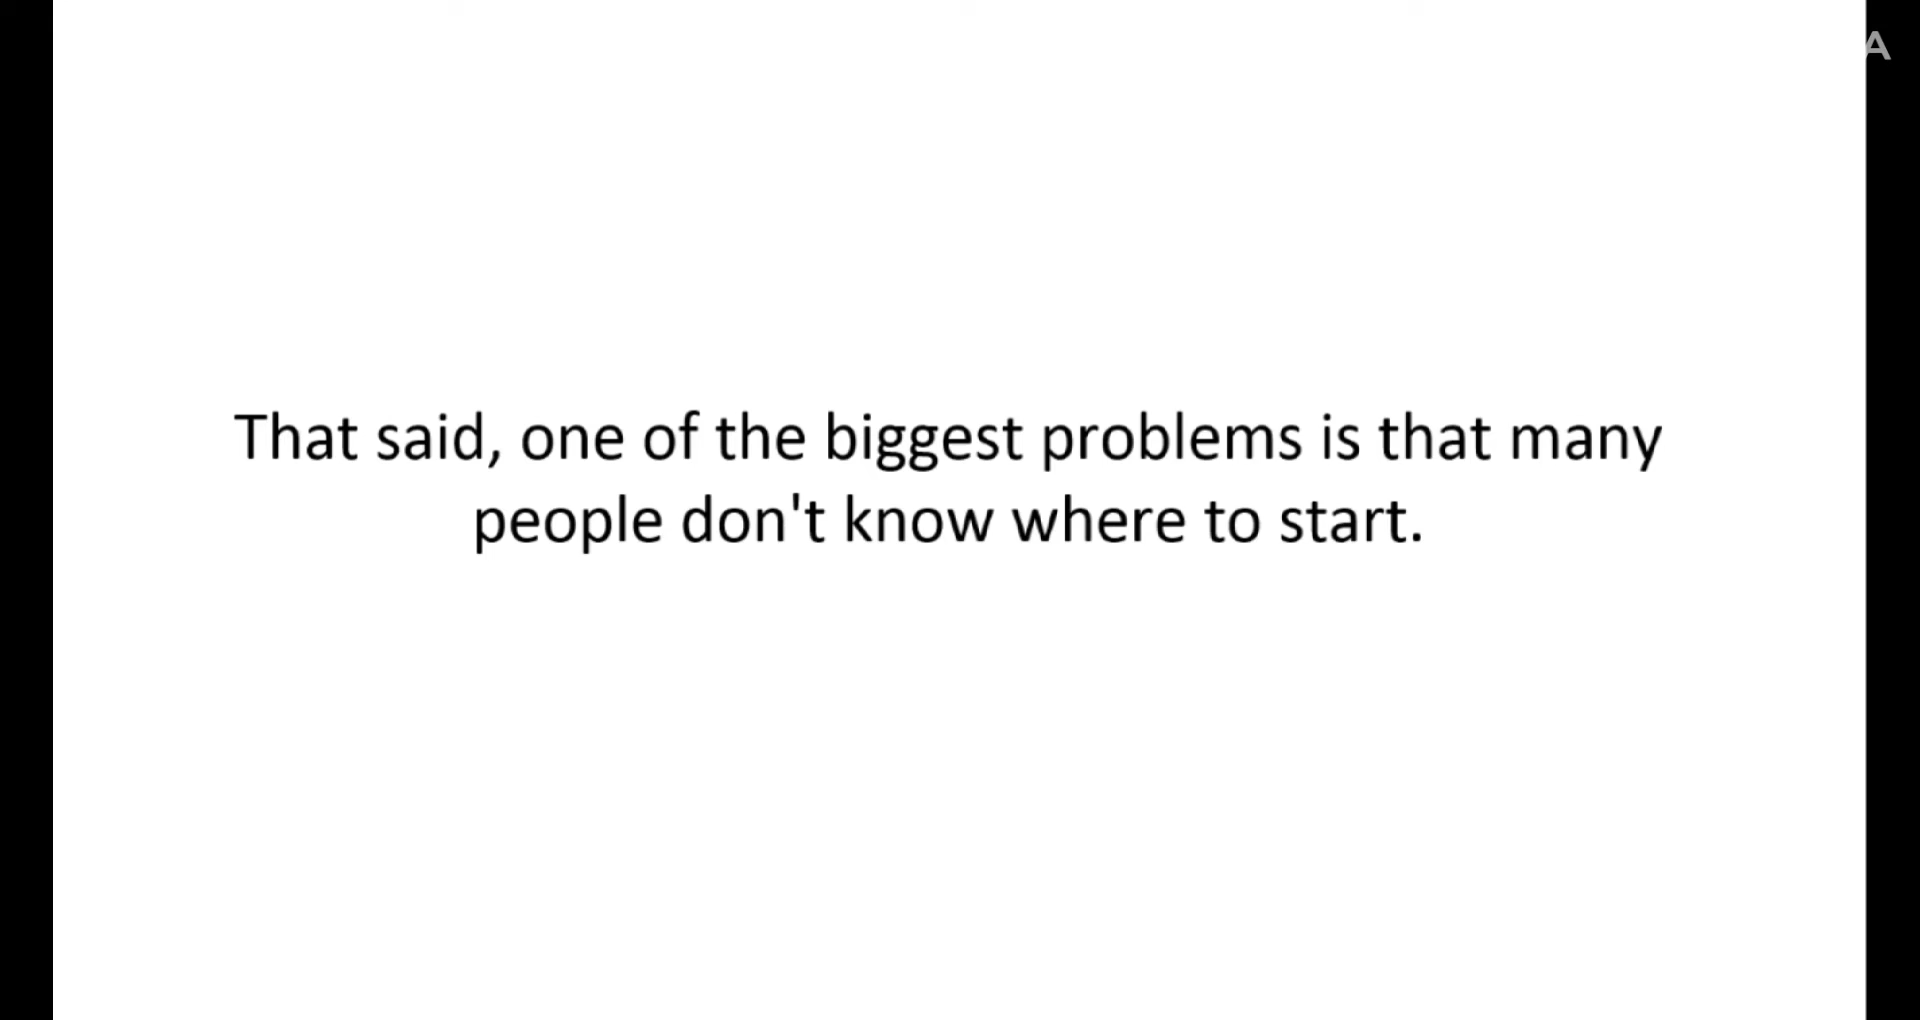 A
That said, one of the biggest problems is that many
people don't know where to start.